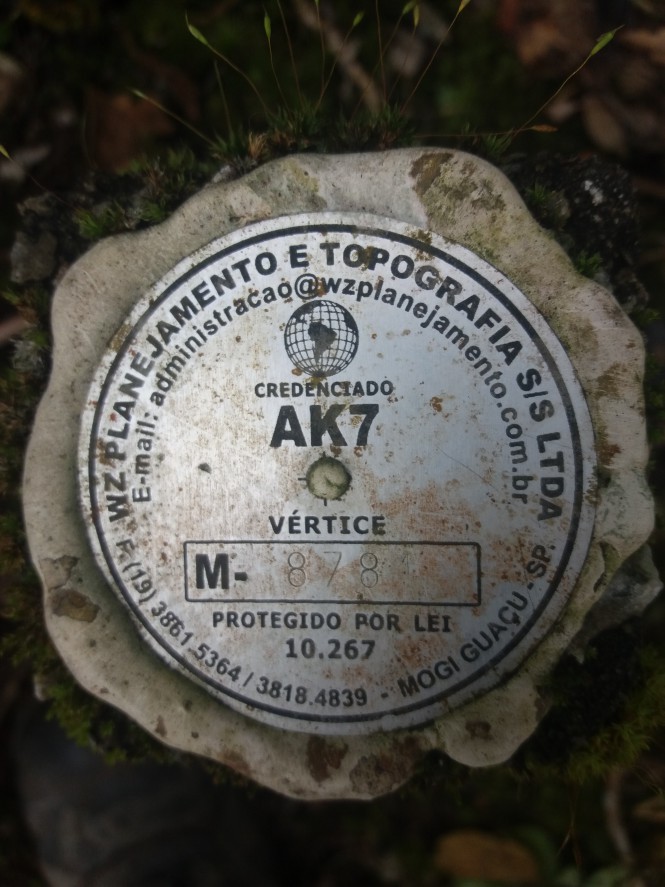 WZ PLANEJAMENTO E TOPOGRAFIA S/S LTDA
E-mail: administracao@wzplanejamento.com.br
CREDENCIADO
AK7
VÉRTICE
M-
PROTEGIDO POR LEI
10.267
F: (19) 3861.5364 / 3818.4839 - MOGI GUAÇU - SP.